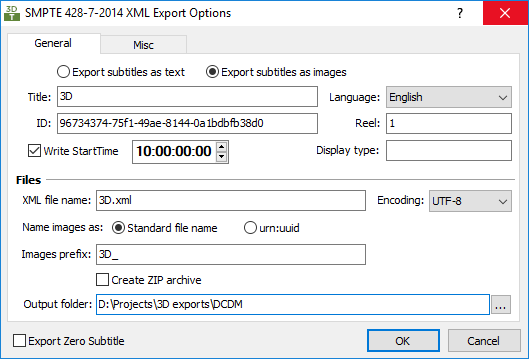 3D
T
SMPTE 428-7-2014 XML Export Options
? X
General Misc
Export subtitles as text Export subtitles as images
Title: 3D Language: English
ID: 96734374-75f1-49ae-8144-0a1bdbfb38d0 Reel: 1
Write StartTime 10:00:00:00 Display type:
Files
XML file name: 3D.xml Encoding: UTF-8
Name images as: Standard file name urn:uuid
Images prefix: 3D_
Create ZIP archive
Output folder: D:\Projects\3D exports\DCDM ...
Export Zero Subtitle OK Cancel